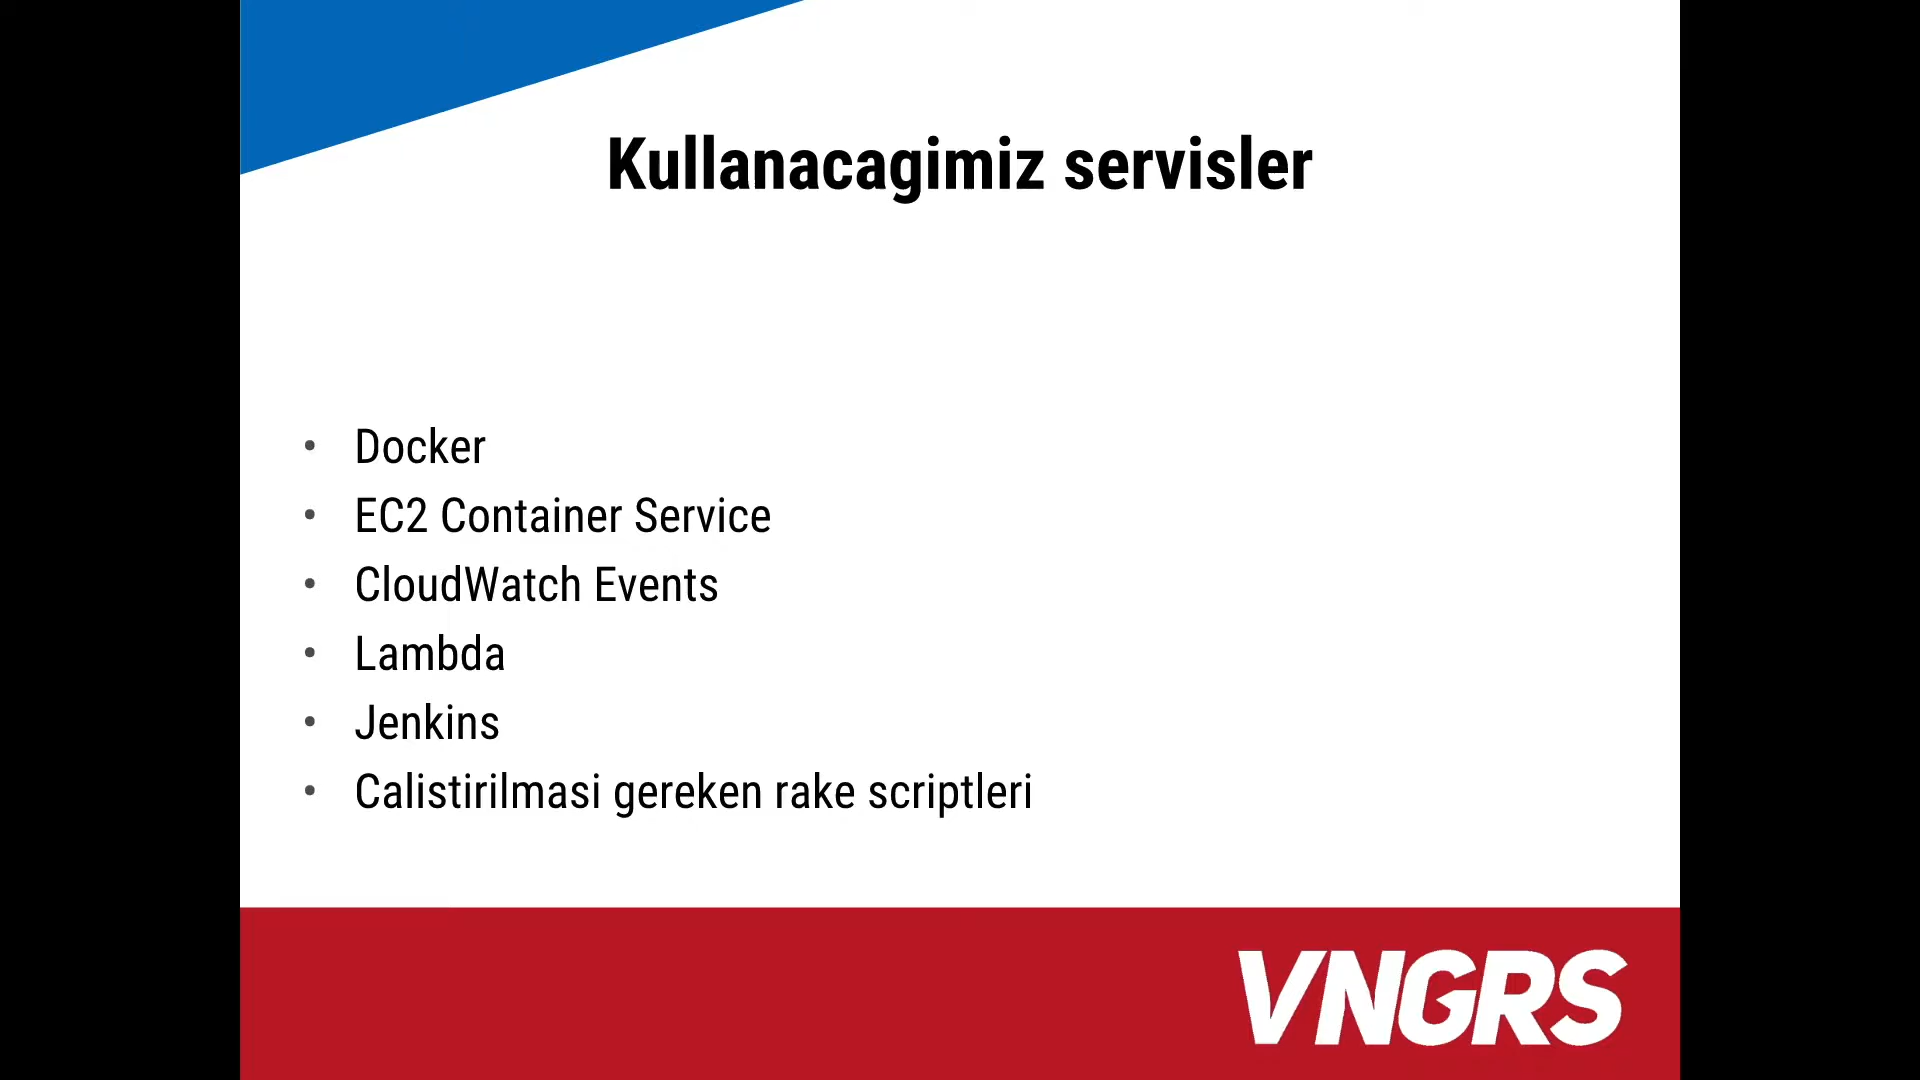 Kullanacagimiz servisler
• Docker
• EC2 Container Service
• CloudWatch Events
• Lambda
• Jenkins
• Calistirilmasi gereken rake scriptleri
VNGRS